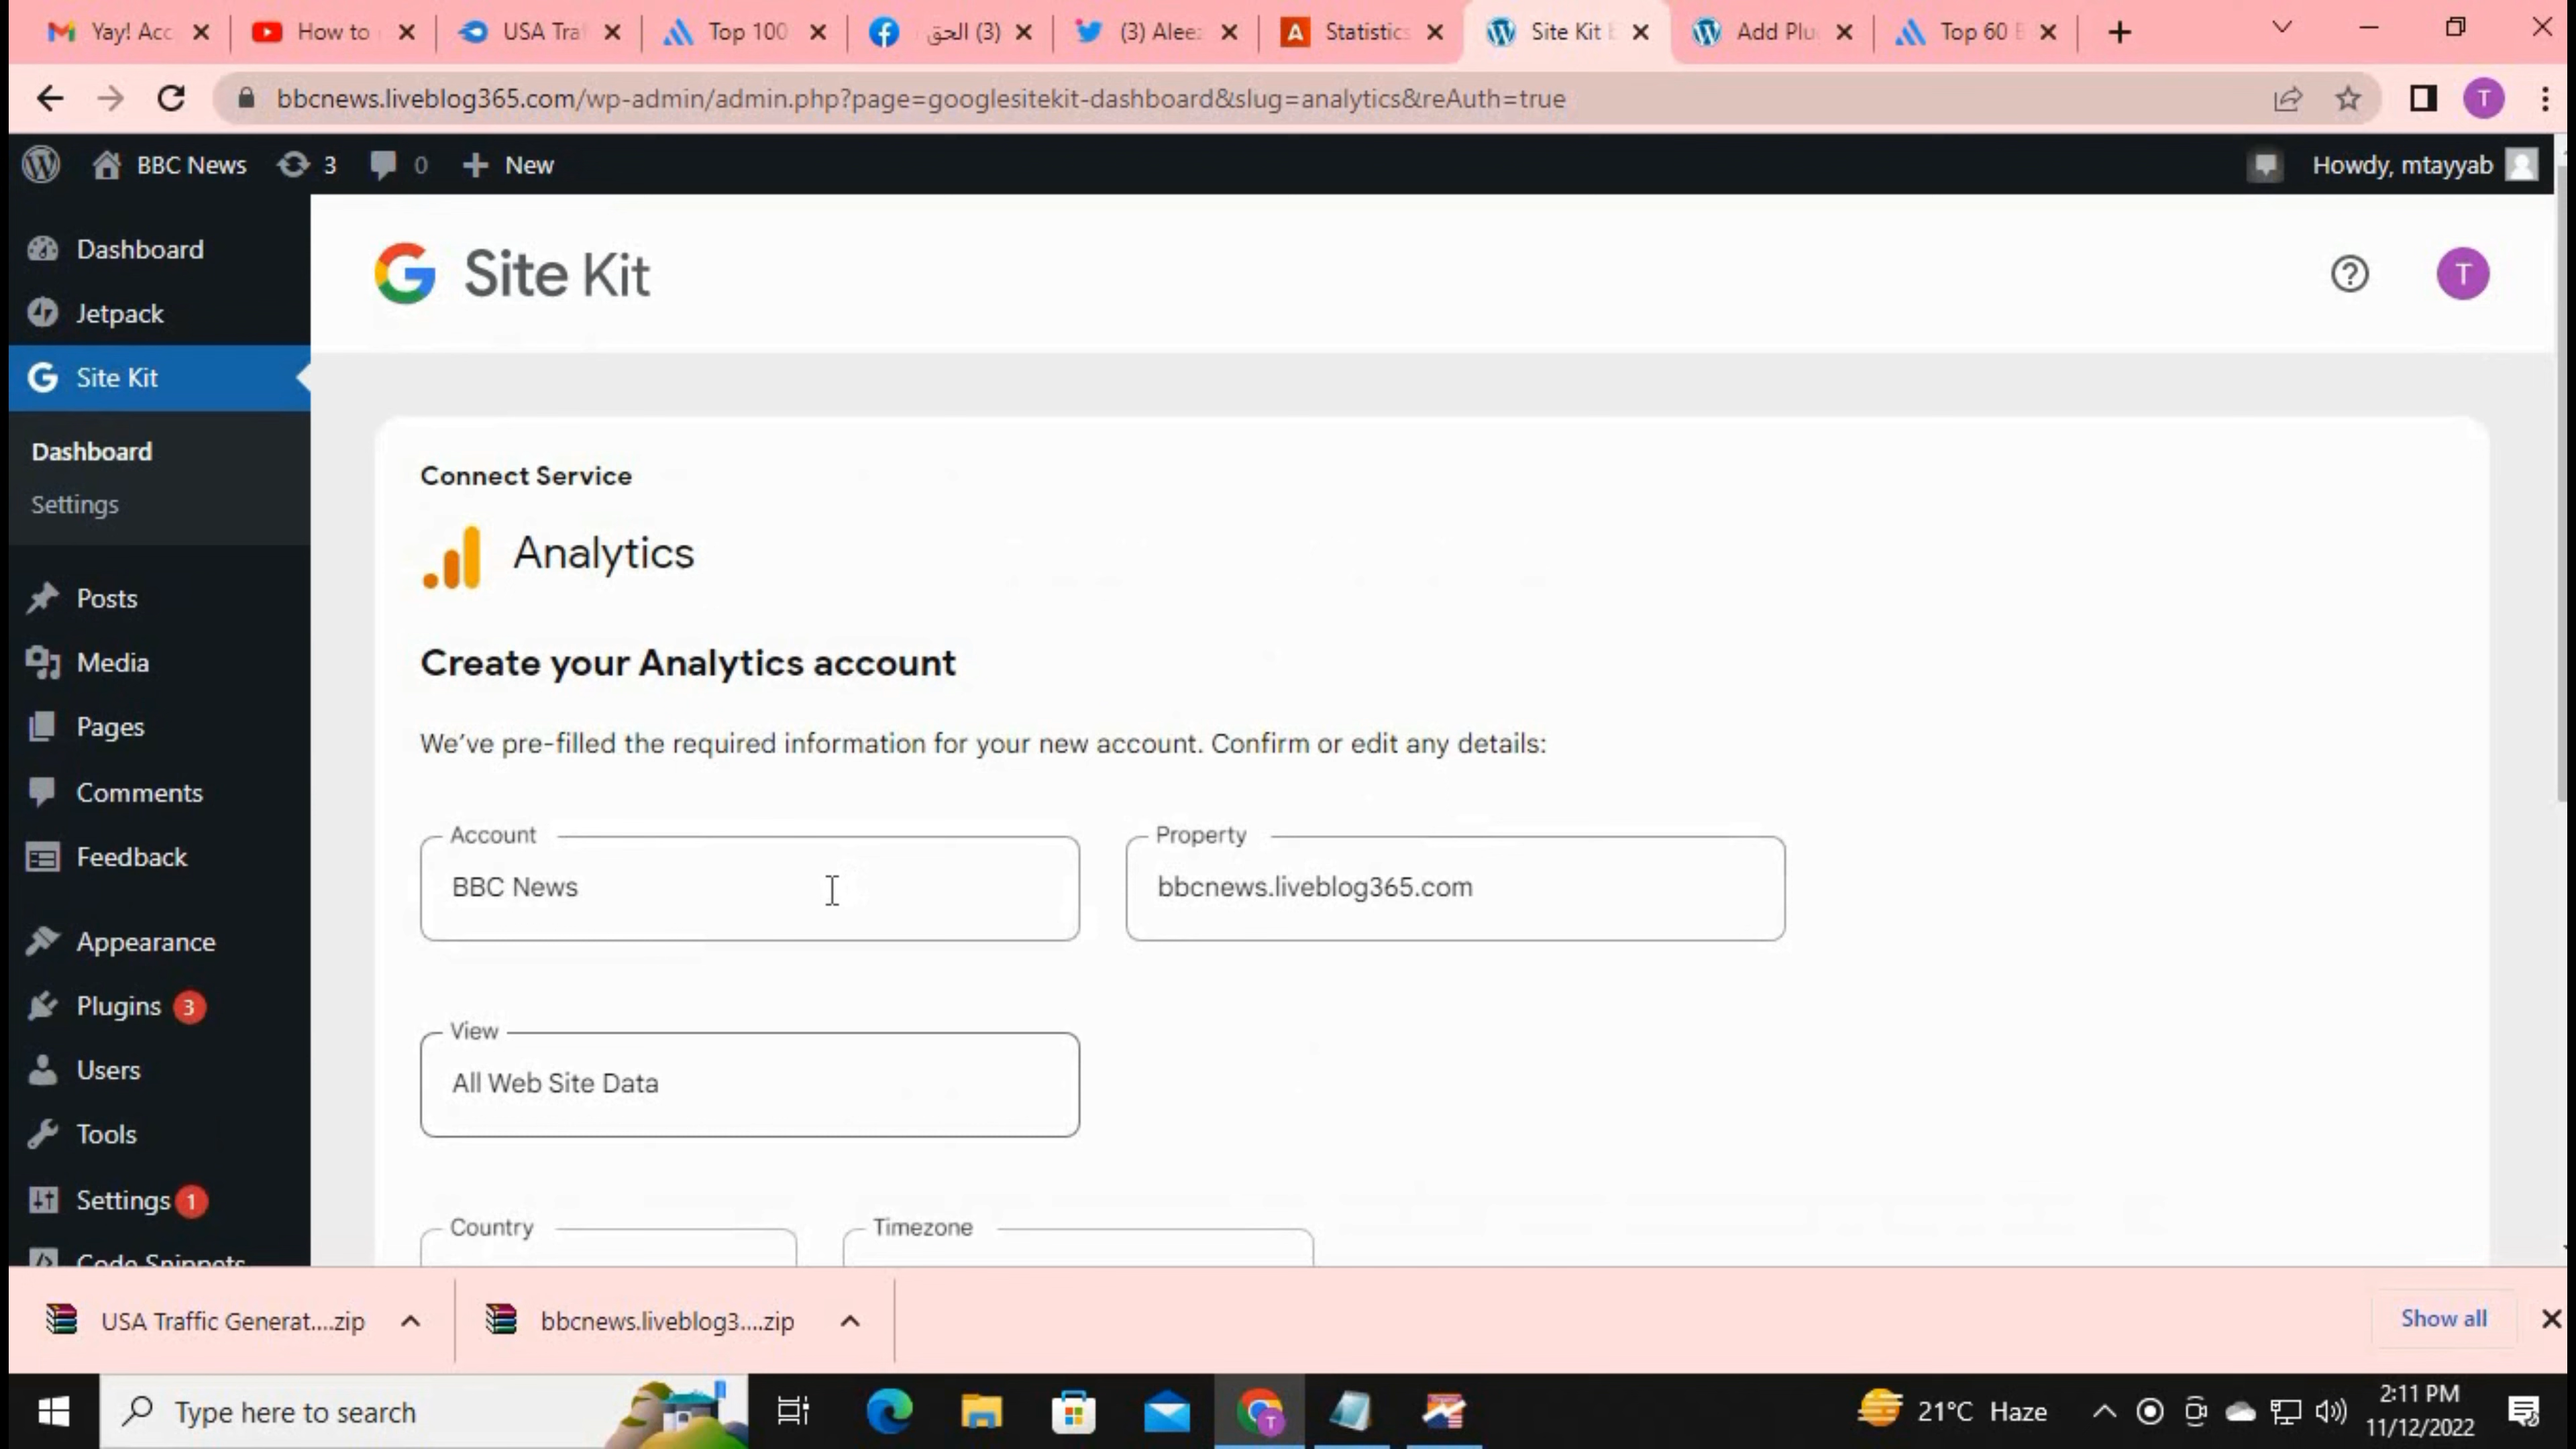 Yay! Acc
How to
USA Tra
Top 100
(3) الحق
(3) Alee
Statistics
Site Kit
Add Plu
Top 60
bbcnews.liveblog365.com/wp-admin/admin.php?page=googlesitekit-dashboard&slug=analytics&reAuth=true
T
BBC News
3
0
New
Howdy, mtayyab
Dashboard
Jetpack
Site Kit
Dashboard
Settings
Posts
Media
Pages
Comments
Feedback
Appearance
Plugins 3
Users
Tools
Settings 1
Code Snippets
Site Kit
T
Connect Service
Analytics
Create your Analytics account
We've pre-filled the required information for your new account. Confirm or edit any details:
Account
BBC News
Property
bbcnews.liveblog365.com
View
All Web Site Data
Country
Timezone
USA Traffic Generat....zip
bbcnews.liveblog3....zip
Show all
Type here to search
21°C Haze
2:11 PM
11/12/2022